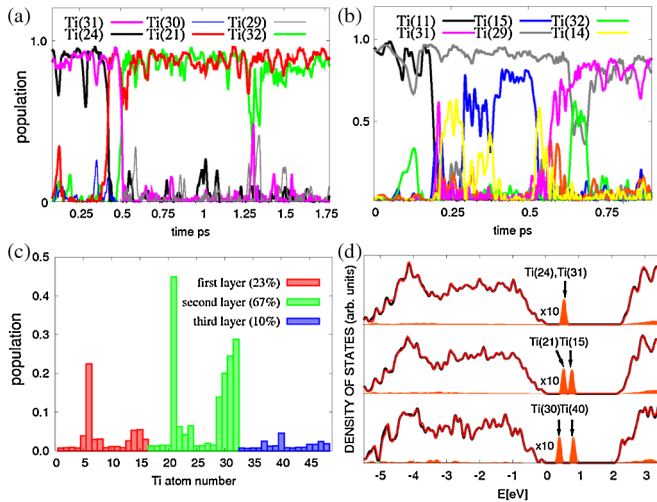 (a)
Ti(31) Ti(30) Ti(29)
Ti(24) Ti(21) Ti(32)
1.0
population
0
0.25 0.5 0.75 1 1.25 1.5 1.75
time ps
(b)
Ti(11) Ti(15) Ti(32)
Ti(31) Ti(29) Ti(14)
1.0
0.5
0 0.25 0.5 0.75
time ps
(c)
0.5
0.4
0.3
0.2
0.1
0.0
population
first layer (23%)
second layer (67%)
third layer (10%)
0 10 20 30 40
5 15 25 35 45
Ti atom number
(d)
DENSITY OF STATES (arb. units)
Ti(24),Ti(31)
x10
Ti(21) Ti(15)
x10
Ti(30)Ti(40)
x10
-5 -4 -3 -2 -1 0 1 2 3
E[eV]